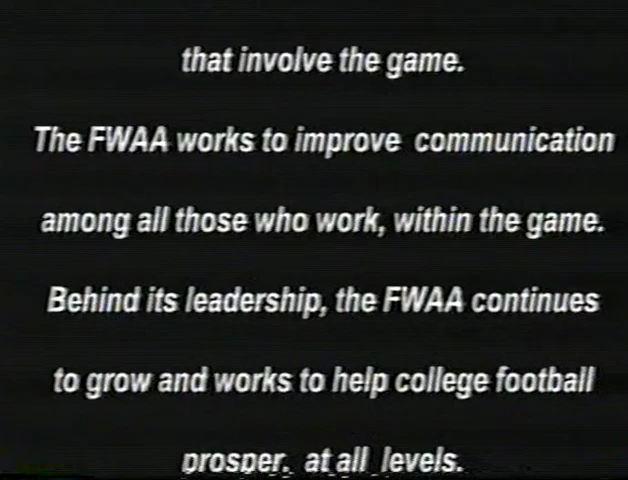 that involve the game.
The FWAA works to improve communication
among all those who work, within the game.
Behind its leadership, the FWAA continues
to grow and works to help college football
prosper, at all levels.